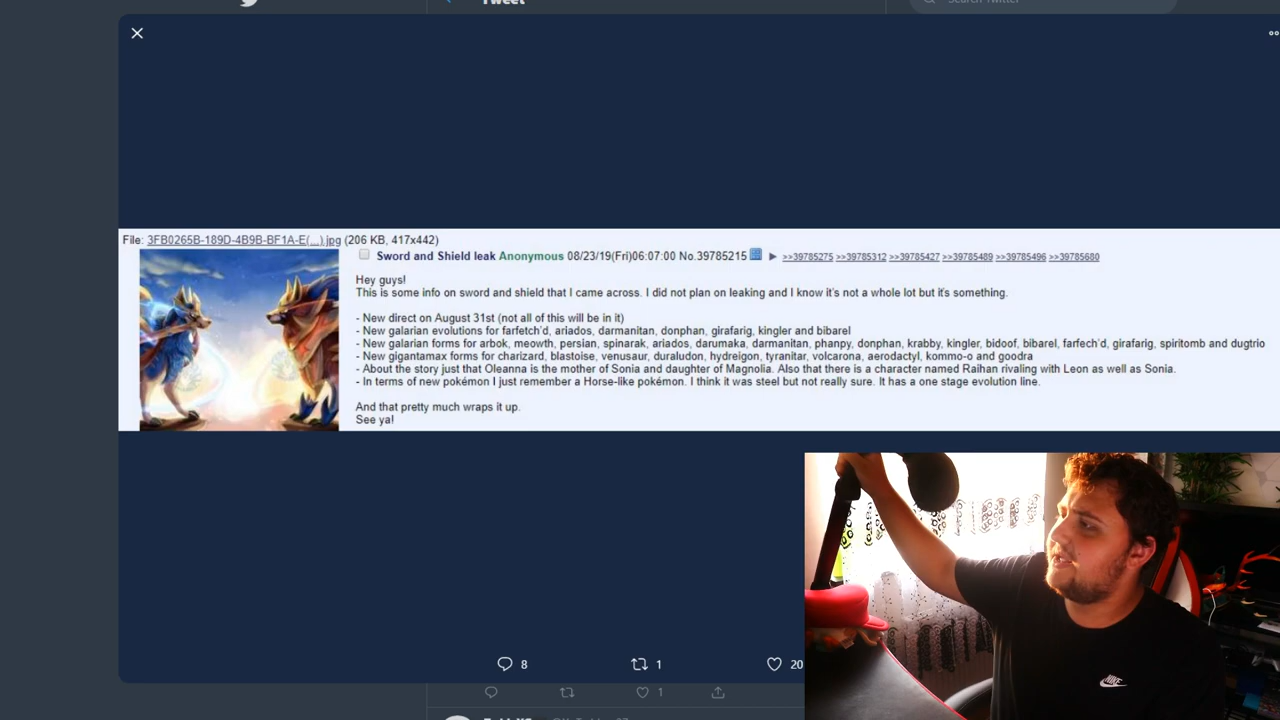 Tweet
Search Twitter
File: 3FB0265B-189D-4B9B-BF1A-E(...).jpg (206 KB, 417x442)
Sword and Shield leak Anonymous 08/23/19(Fri)06:07:00 No.39785215 ▶ >>39785275 >>39785312 >>39785427 >>39785489 >>39785496 >>39785680
Hey guys!
This is some info on sword and shield that I came across. I did not plan on leaking and I know it's not a whole lot but it's something.
- New direct on August 31st (not all of this will be in it)
- New galarian evolutions for farfetch'd, ariados, darmanitan, donphan, girafarig, kingler and bibarel
- New galarian forms for arbok, meowth, persian, spinarak, ariados, darumaka, darmanitan, phanpy, donphan, krabby, kingler, bidoof, bibarel, farfech'd, girafarig, spiritomb and dugtrio
- New gigantamax forms for charizard, blastoise, venusaur, duraludon, hydreigon, tyranitar, volcarona, aerodactyl, kommo-o and goodra
- About the story just that Oleanna is the mother of Sonia and daughter of Magnolia. Also that there is a character named Raihan rivaling with Leon as well as Sonia.
- In terms of new pokémon I just remember a Horse-like pokémon. I think it was steel but not really sure. It has a one stage evolution line.
And that pretty much wraps it up.
See ya!
8
1
20
1
NIKE